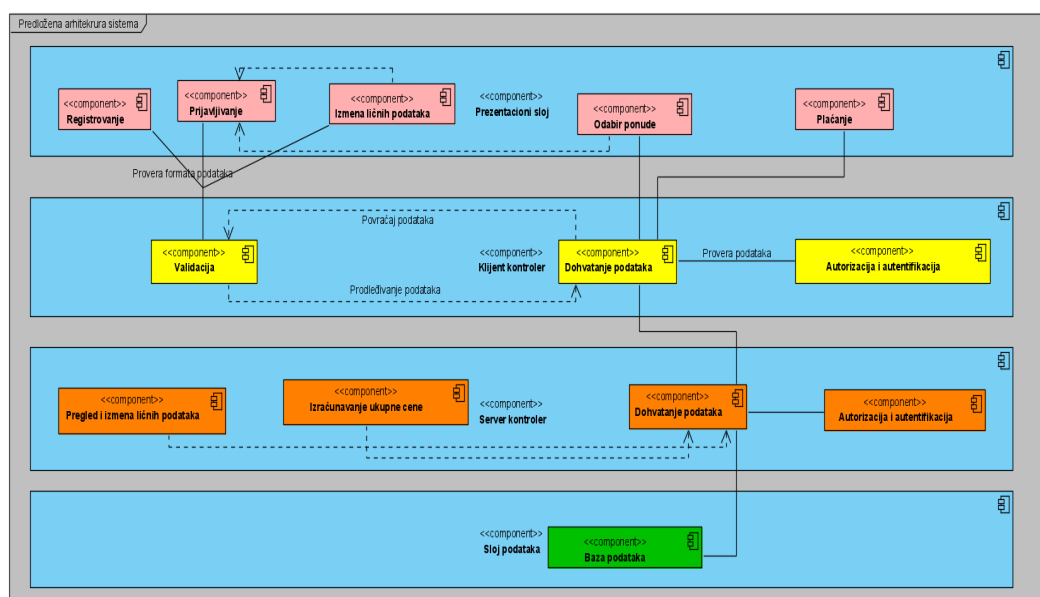 Predložena arhitekrura sistema
<<component>>
Registrovanje
<<component>>
Prijavljivanje
<<component>>
Izmena ličnih podataka
<<component>>
Prezentacioni sloj
<<component>>
Odabir ponude
<<component>>
Plaćanje
Provera formata podataka
Povraćaj podataka
<<component>>
Validacija
<<component>>
Klijent kontroler
<<component>>
Dohvatanje podataka
Provera podataka
<<component>>
Autorizacija i autentifikacija
Prodleđivanje podataka
<<component>>
Pregled i izmena ličnih podataka
<<component>>
Izračunavanje ukupne cene
<<component>>
Server kontroler
<<component>>
Dohvatanje podataka
<<component>>
Autorizacija i autentifikacija
<<component>>
Sloj podataka
<<component>>
Baza podataka